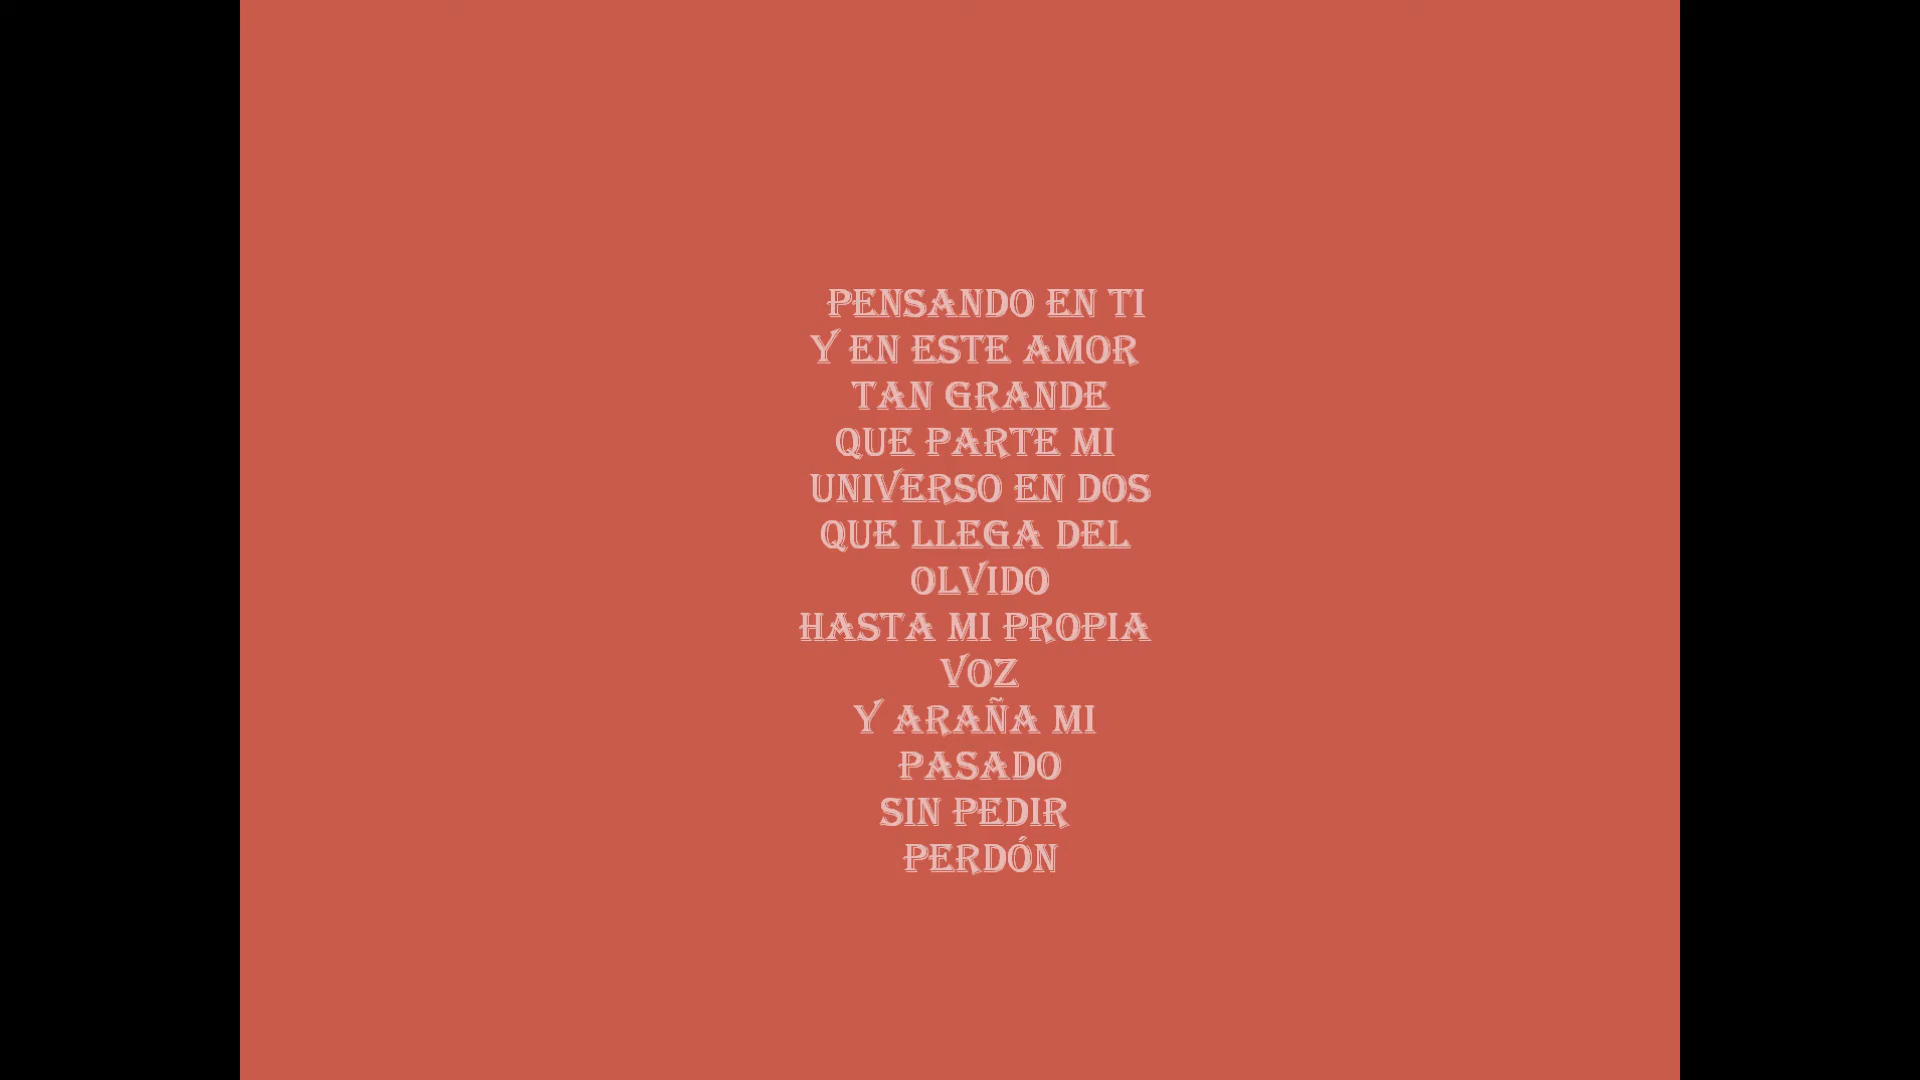 PENSANDO EN TI
Y EN ESTE AMOR
TAN GRANDE
QUE PARTE MI
UNIVERSO EN DOS
QUE LLEGA DEL
OLVIDO
HASTA MI PROPIA
VOZ
Y ARAÑA MI
PASADO
SIN PEDIR
PERDÓN